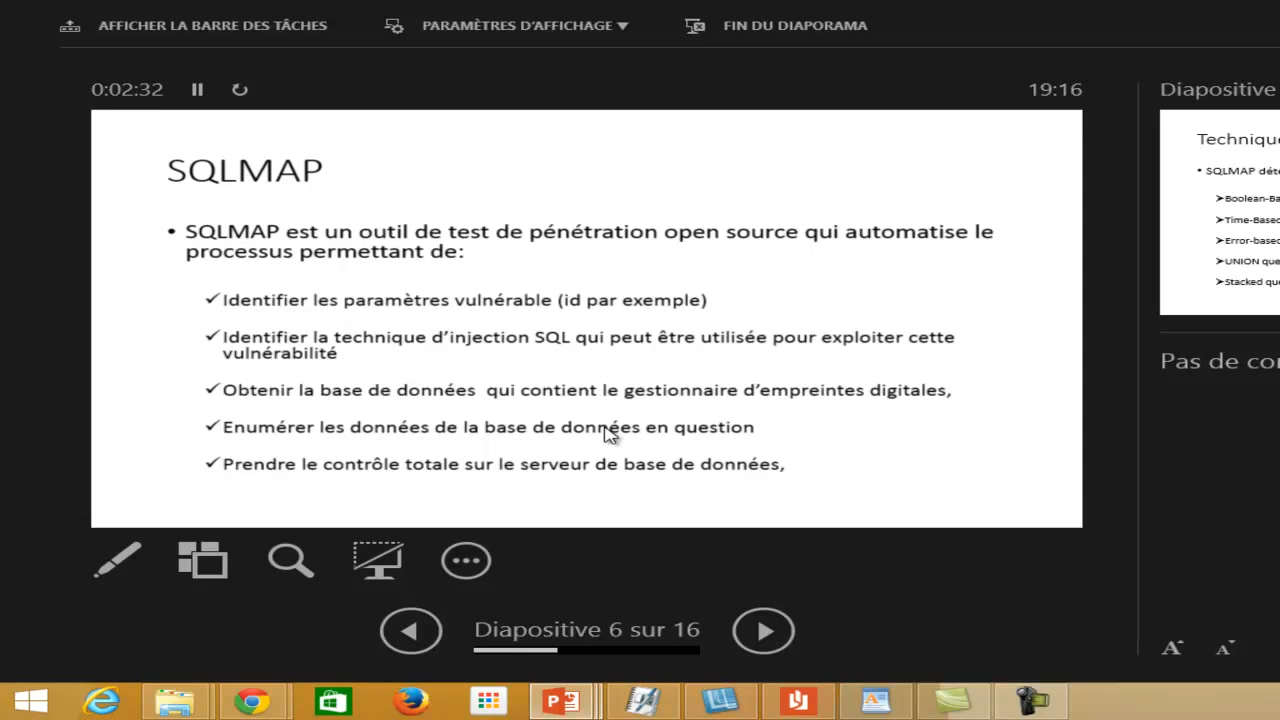 AFFICHER LA BARRE DES TÂCHES PARAMÈTRES D'AFFICHAGE FIN DU DIAPORAMA
0:02:32 19:16
SQLMAP
• SQLMAP est un outil de test de pénétration open source qui automatise le
processus permettant de:
Identifier les paramètres vulnérable (id par exemple)
Identifier la technique d'injection SQL qui peut être utilisée pour exploiter cette
vulnérabilité
Obtenir la base de données qui contient le gestionnaire d'empreintes digitales,
Enumérer les données de la base de données en question
Prendre le contrôle totale sur le serveur de base de données,
Diapositive 6 sur 16
Diapositive
Technique
• SQLMAP déte
➤Boolean-Ba
➤Time-Based
➤Error-based
➤UNION que
➤Stacked que
Pas de co
A A